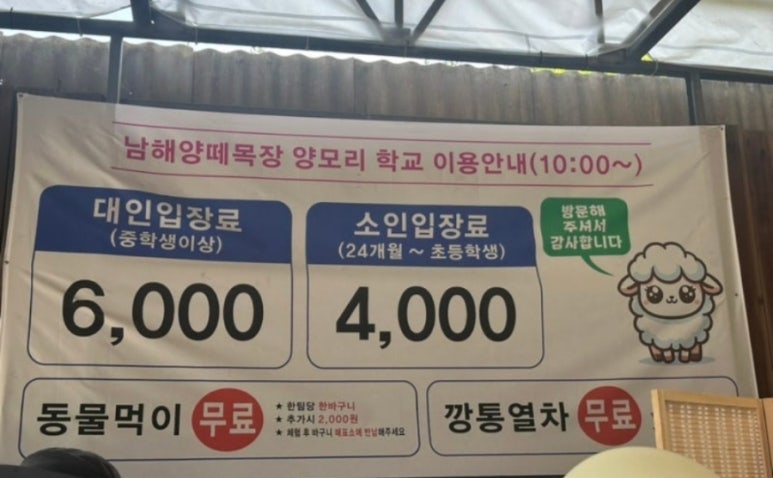 남해양떼목장 양모리 학교 이용안내(10:00~)
대인입장료
(중학생이상)
6,000
소인입장료
(24개월 ~ 초등학생)
4,000
방문해
주셔서
감사합니다
동물먹이 무료
★ 한팀당 한바구니
★ 추가시 2,000원
★ 체험 후 바구니 매표소에 반납해주세요
깡통열차 무료